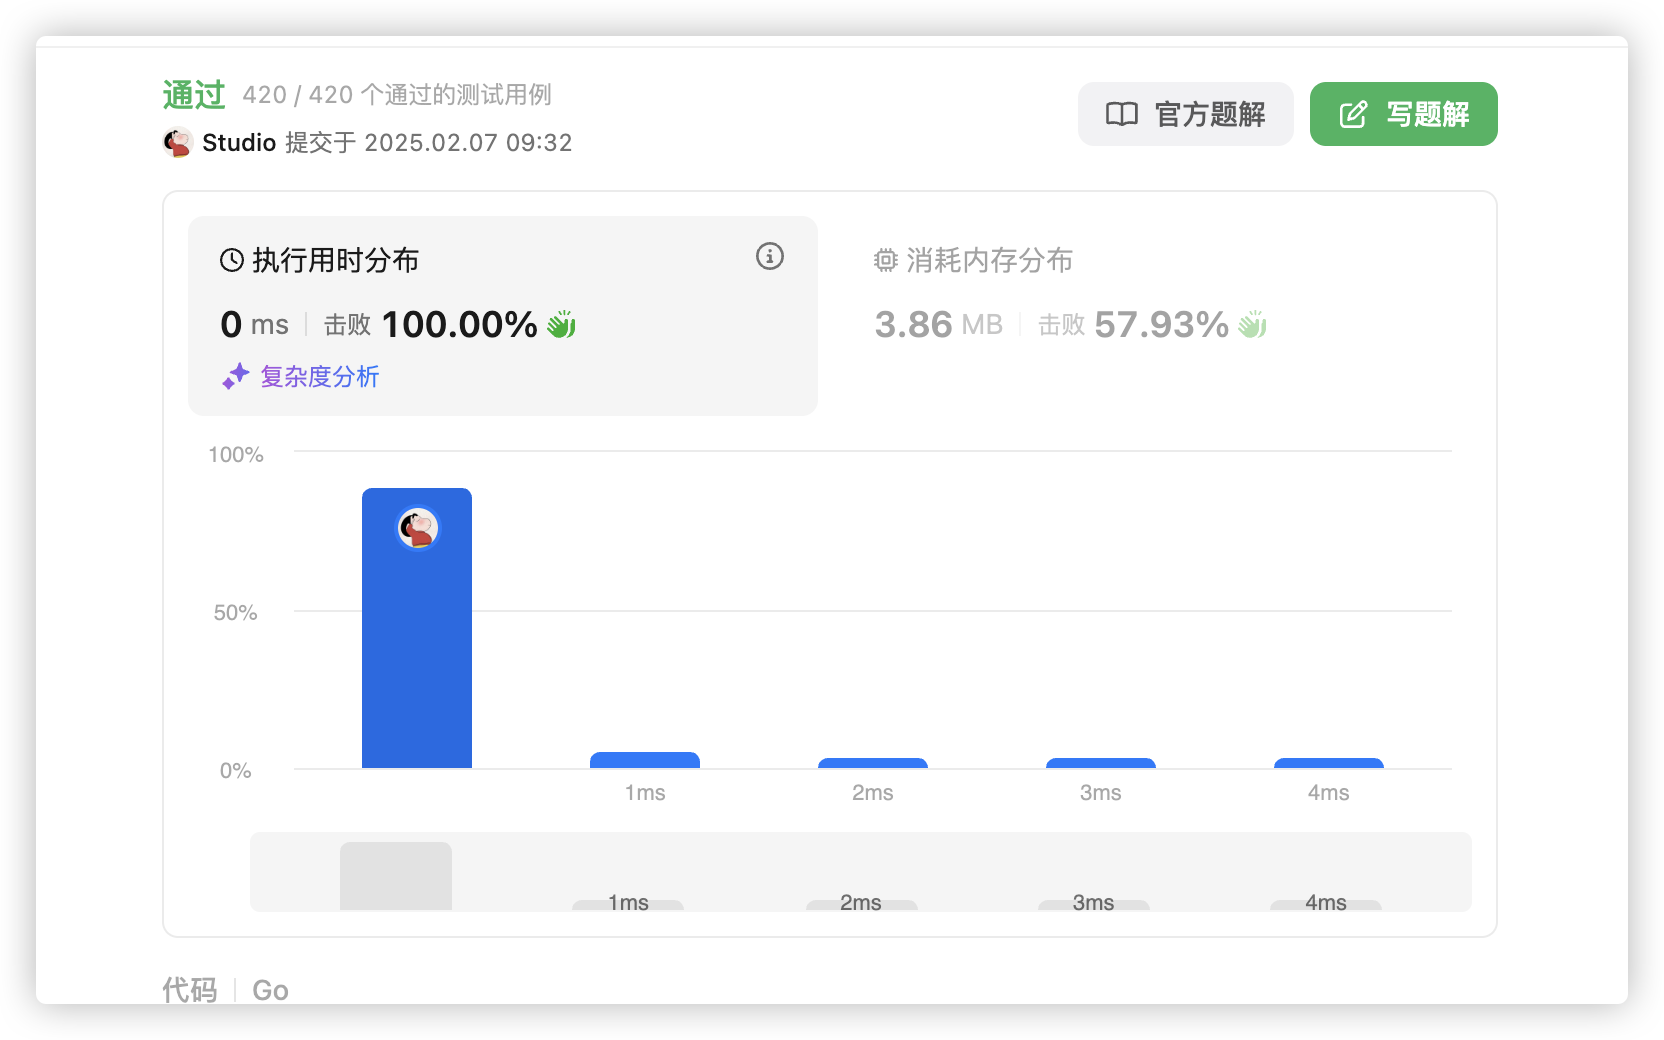 通过 420 / 420 个通过的测试用例
Studio 提交于 2025.02.07 09:32
官方题解
写题解
执行用时分布
0 ms 击败 100.00%
复杂度分析
消耗内存分布
3.86 MB 击败 57.93%
100%
50%
0%
1ms 2ms 3ms 4ms
1ms 2ms 3ms 4ms
代码 Go